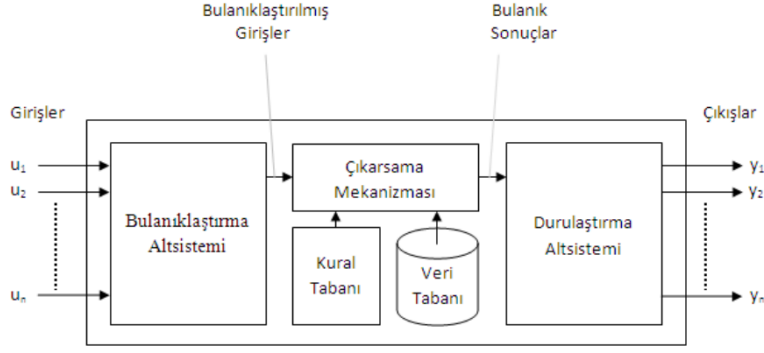 Bulanıklaştırılmış
Girişler
Bulanık
Sonuçlar
Girişler
Çıkışlar
u1
u2
un
Bulanıklaştırma
Altsistemi
Çıkarsama
Mekanizması
Kural
Tabanı
Veri
Tabanı
Durulaştırma
Altsistemi
y1
y2
yn